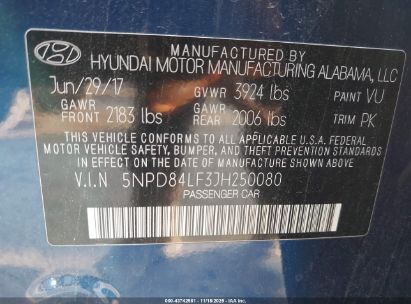 MANUFACTURED BY
HYUNDAI MOTOR MANUFACTURING ALABAMA, LLC
Jun/29/17 GVWR 3924 lbs PAINT VU
GAWR FRONT 2183 lbs GAWR REAR 2006 lbs TRIM PK
THIS VEHICLE CONFORMS TO ALL APPLICABLE U.S.A. FEDERAL
MOTOR VEHICLE SAFETY, BUMPER, AND THEFT PREVENTION STANDARDS
IN EFFECT ON THE DATE OF MANUFACTURE SHOWN ABOVE
V.I.N 5NPD84LF3JH250080
PASSENGER CAR